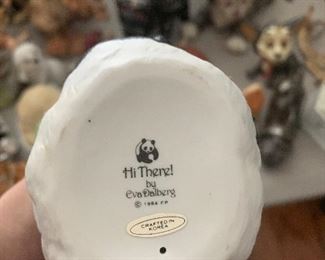 Hi There!
by
Eva Dalberg
© 1984 F.P.
CRAFTED IN
KOREA